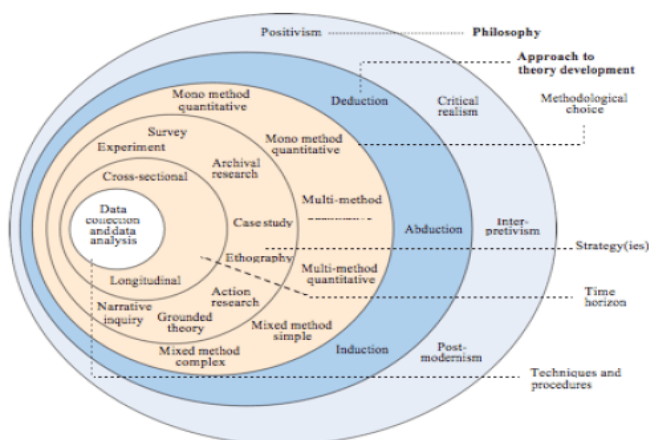 Positivism
Philosophy
Approach to
theory development
Mono method
quantitative
Deduction
Critical
realism
Methodological
choice
Survey
Experiment
Mono method
quantitative
Archival
research
Cross-sectional
Data
collection
and data
analysis
Multi-method
Case study
Abduction
Inter-
pretivism
Strategy(ies)
Ethography
Longitudinal
Multi-method
quantitative
Time
horizon
Action
research
Narrative
inquiry
Grounded
theory
Mixed method
simple
Mixed method
complex
Induction
Post-
modernism
Techniques and
procedures